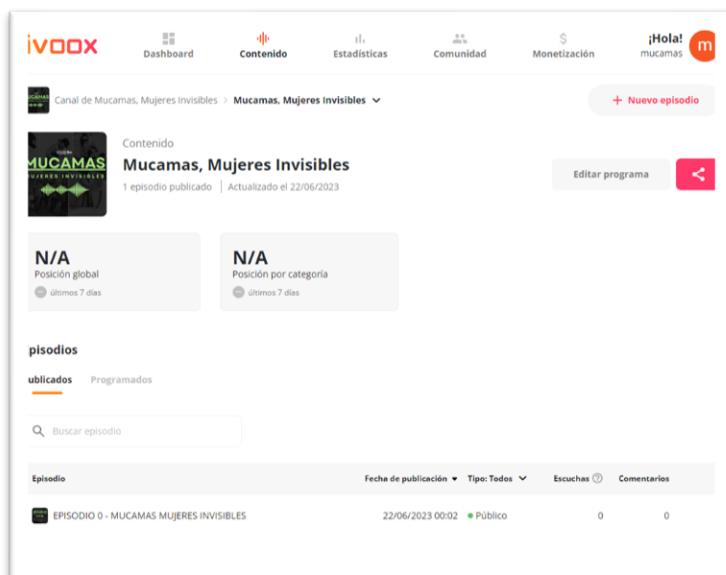 ivoox
Dashboard
Contenido
Estadísticas
Comunidad
Monetización
¡Hola!
mucamas
m
Canal de Mucamas, Mujeres Invisibles > Mucamas, Mujeres Invisibles
+ Nuevo episodio
MUCAMAS
MUJERES INVISIBLES
Contenido
Mucamas, Mujeres Invisibles
1 episodio publicado | Actualizado el 22/06/2023
Editar programa
N/A
Posición global
últimos 7 días
N/A
Posición por categoría
últimos 7 días
pisodios
ublicados Programados
Buscar episodio
Episodio Fecha de publicación Tipo: Todos Escuchas Comentarios
EPISODIO 0 - MUCAMAS MUJERES INVISIBLES 22/06/2023 00:02 Público 0 0